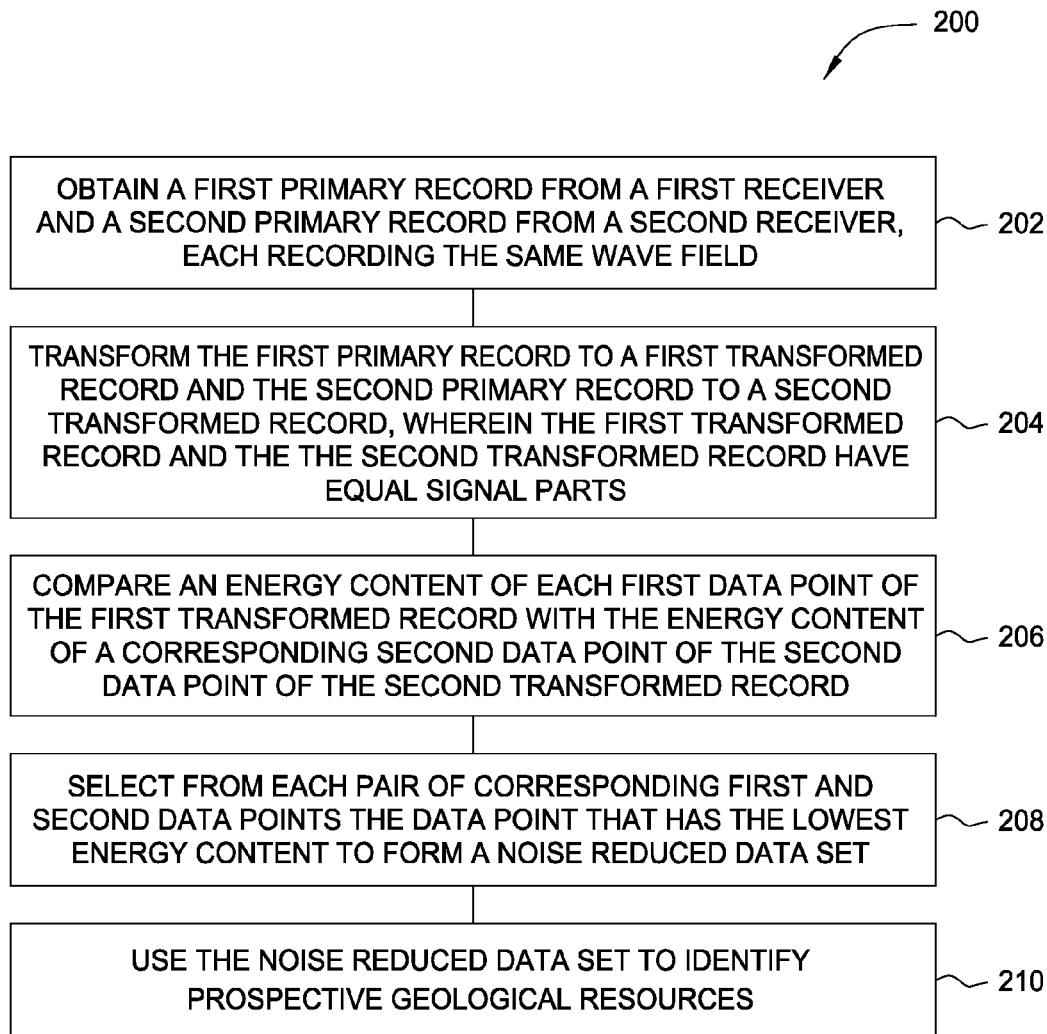 200
OBTAIN A FIRST PRIMARY RECORD FROM A FIRST RECEIVER
AND A SECOND PRIMARY RECORD FROM A SECOND RECEIVER,
EACH RECORDING THE SAME WAVE FIELD
202
TRANSFORM THE FIRST PRIMARY RECORD TO A FIRST TRANSFORMED
RECORD AND THE SECOND PRIMARY RECORD TO A SECOND
TRANSFORMED RECORD, WHEREIN THE FIRST TRANSFORMED
RECORD AND THE THE SECOND TRANSFORMED RECORD HAVE
EQUAL SIGNAL PARTS
204
COMPARE AN ENERGY CONTENT OF EACH FIRST DATA POINT OF
THE FIRST TRANSFORMED RECORD WITH THE ENERGY CONTENT
OF A CORRESPONDING SECOND DATA POINT OF THE SECOND
DATA POINT OF THE SECOND TRANSFORMED RECORD
206
SELECT FROM EACH PAIR OF CORRESPONDING FIRST AND
SECOND DATA POINTS THE DATA POINT THAT HAS THE LOWEST
ENERGY CONTENT TO FORM A NOISE REDUCED DATA SET
208
USE THE NOISE REDUCED DATA SET TO IDENTIFY
PROSPECTIVE GEOLOGICAL RESOURCES
210